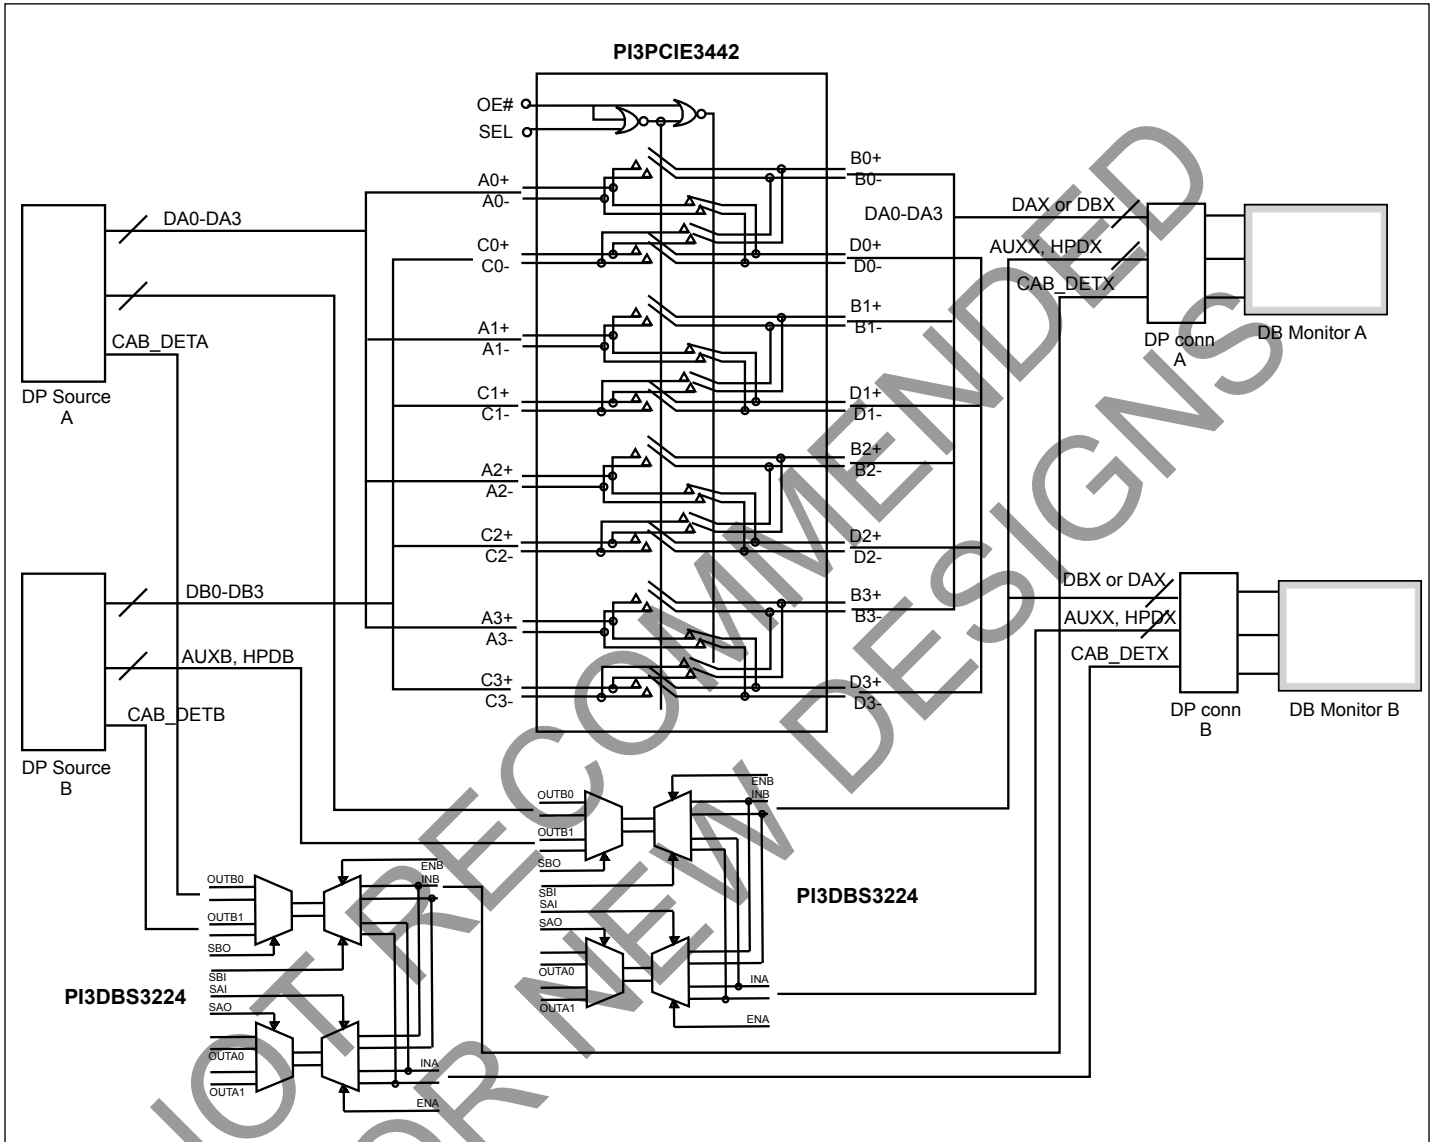 PI3PCIE3442
OE#
SEL
A0+
A0-
C0+
C0-
A1+
A1-
C1+
C1-
A2+
A2-
C2+
C2-
A3+
A3-
C3+
C3-
B0+
B0-
DA0-DA3
D0+
D0-
B1+
B1-
D1+
D1-
B2+
B2-
D2+
D2-
B3+
B3-
D3+
D3-
DA0-DA3
CAB_DETA
DP Source
A
DB0-DB3
AUXB, HPDB
CAB_DETB
DP Source
B
DAX or DBX
AUXX, HPDX
CAB_DETX
DP conn
A
DB Monitor A
DBX or DAX
AUXX, HPDX
CAB_DETX
DP conn
B
DB Monitor B
OUTB0
OUTB1
SBO
SBI
SAI
SAO
OUTA0
OUTA1
ENB
INB
INA
ENA
PI3DBS3224
OUTB0
OUTB1
SBO
SBI
SAI
SAO
OUTA0
OUTA1
ENB
INB
INA
ENA
PI3DBS3224
NOT RECOMMENDED
FOR NEW DESIGNS